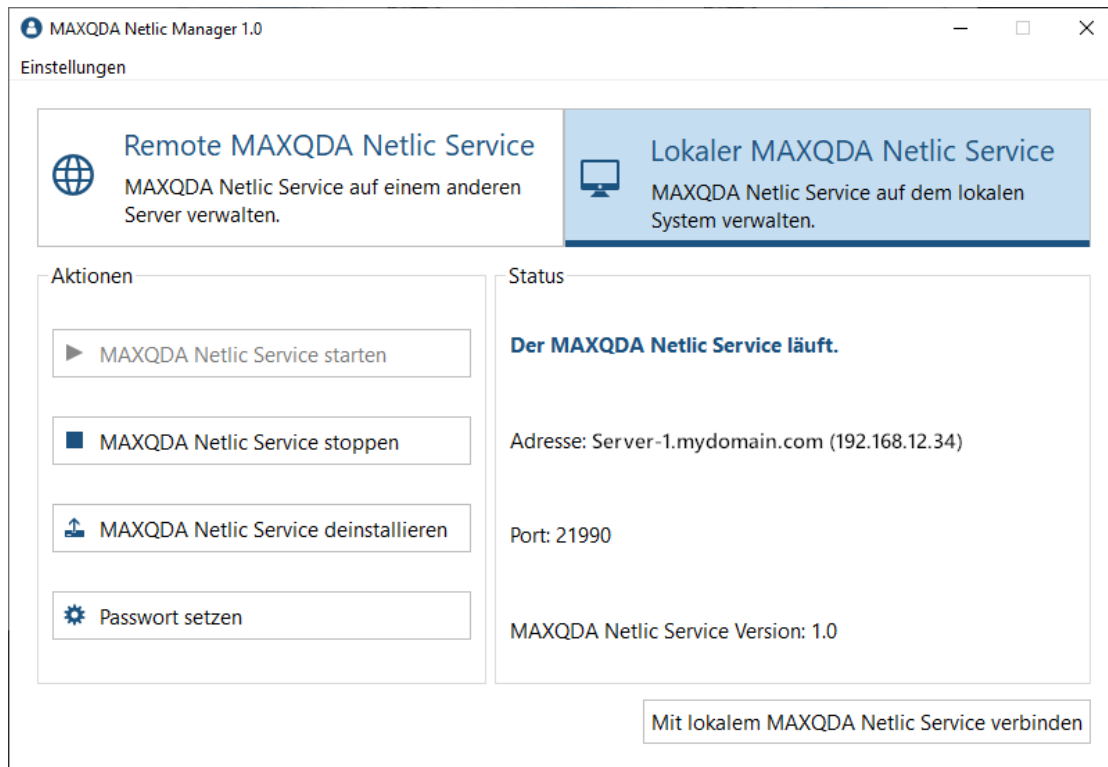 MAXQDA Netlic Manager 1.0
Einstellungen
Remote MAXQDA Netlic Service
MAXQDA Netlic Service auf einem anderen
Server verwalten.
Lokaler MAXQDA Netlic Service
MAXQDA Netlic Service auf dem lokalen
System verwalten.
Aktionen
MAXQDA Netlic Service starten
MAXQDA Netlic Service stoppen
MAXQDA Netlic Service deinstallieren
Passwort setzen
Status
Der MAXQDA Netlic Service läuft.
Adresse: Server-1.mydomain.com (192.168.12.34)
Port: 21990
MAXQDA Netlic Service Version: 1.0
Mit lokalem MAXQDA Netlic Service verbinden